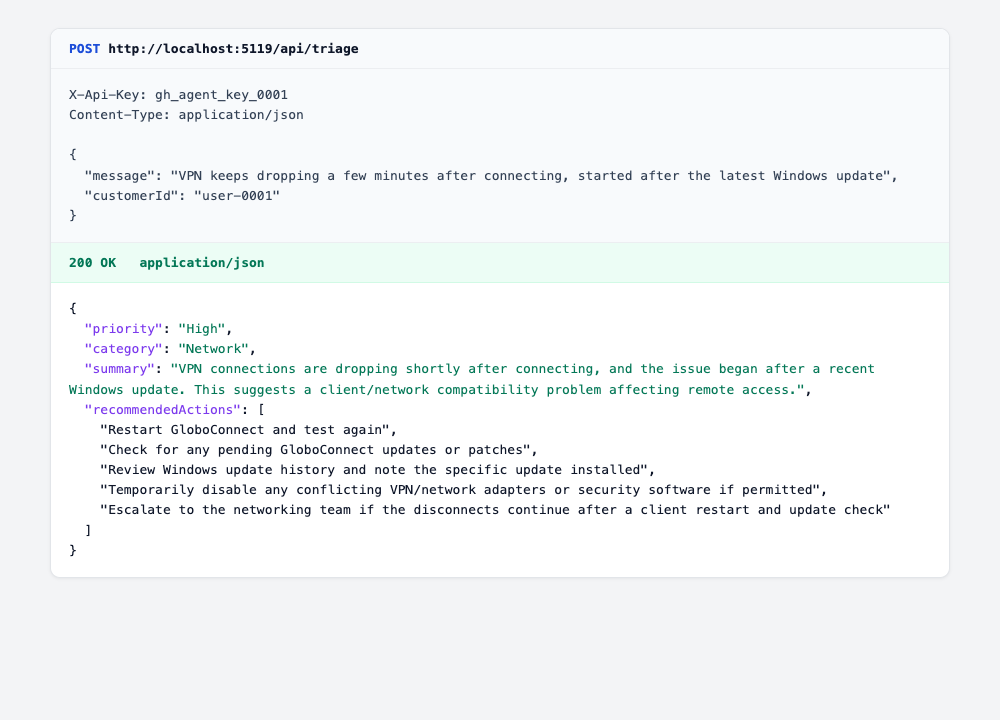 POST http://localhost:5119/api/triage
X-Api-Key: gh_agent_key_0001
Content-Type: application/json
{
  "message": "VPN keeps dropping a few minutes after connecting, started after the latest Windows update",
  "customerId": "user-0001"
}
200 OK   application/json
{
  "priority": "High",
  "category": "Network",
  "summary": "VPN connections are dropping shortly after connecting, and the issue began after a recent
Windows update. This suggests a client/network compatibility problem affecting remote access.",
  "recommendedActions": [
    "Restart GloboConnect and test again",
    "Check for any pending GloboConnect updates or patches",
    "Review Windows update history and note the specific update installed",
    "Temporarily disable any conflicting VPN/network adapters or security software if permitted",
    "Escalate to the networking team if the disconnects continue after a client restart and update check"
  ]
}